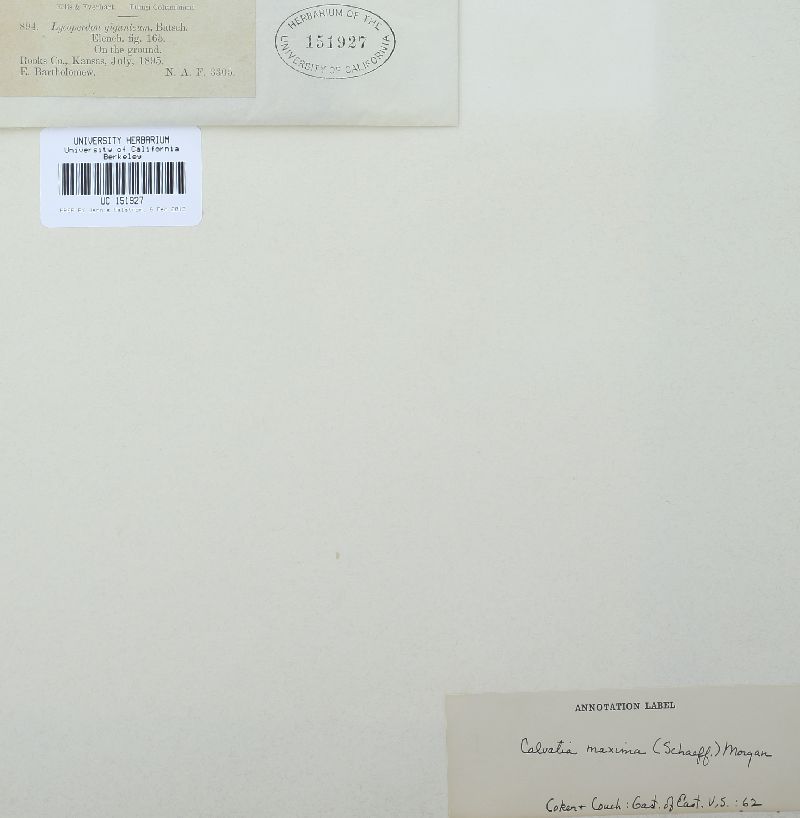 Ellis & Everhart Fungi Columbiani
894. Lycoperdon giganteum, Batsch.
Elench. fig. 165.
On the ground.
Rooks Co., Kansas, July, 1895.
E. Bartholomew. N. A. F. 3305.
HERBARIUM OF THE
151927
UNIVERSITY OF CALIFORNIA
UNIVERSITY HERBARIUM
University of California
Berkeley
UC 151927
ANNOTATION LABEL
Calvatia maxima (Schaeff.) Morgan
Coker + Couch : Gast. of East. U.S. : 62